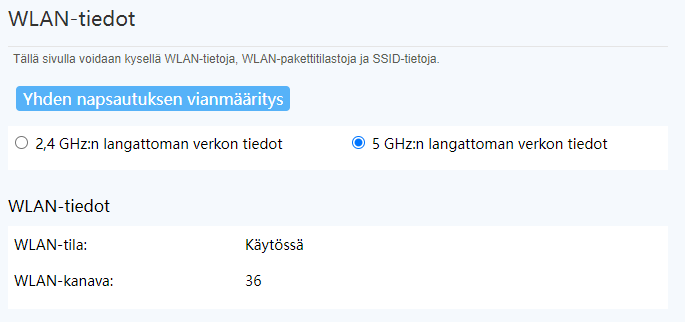 WLAN-tiedot
Tällä sivulla voidaan kysellä WLAN-tietoja, WLAN-pakettitilastoja ja SSID-tietoja.
Yhden napsautuksen vianmääritys
2,4 GHz:n langattoman verkon tiedot 5 GHz:n langattoman verkon tiedot
WLAN-tiedot
WLAN-tila: Käytössä
WLAN-kanava: 36